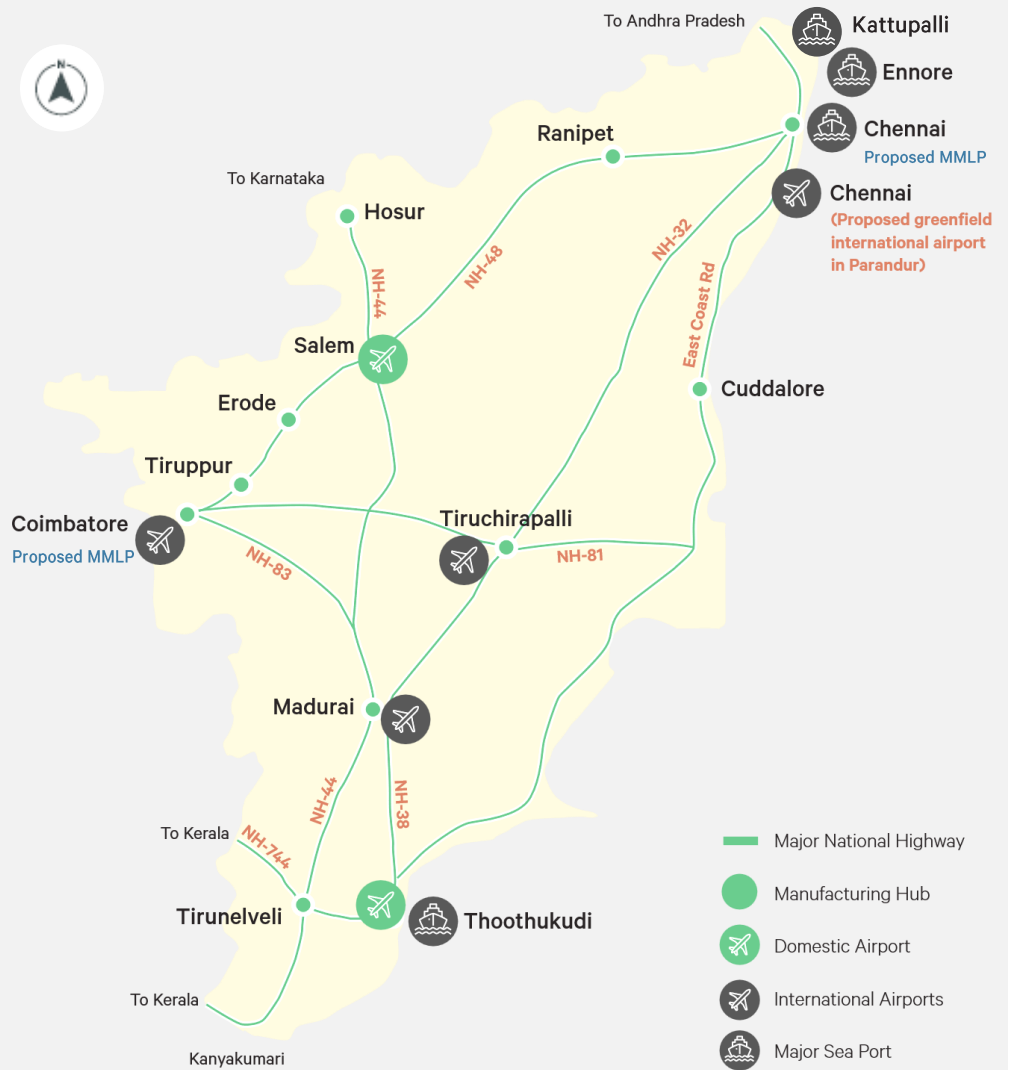 To Andhra Pradesh
Kattupalli
N
Ennore
Chennai
Proposed MMLP
Ranipet
To Karnataka
Hosur
Chennai
(Proposed greenfield
international airport
in Parandur)
NH-32
NH-48
NH-44
East Coast Rd
Salem
Cuddalore
Erode
Tiruppur
Coimbatore
Proposed MMLP
Tiruchirapalli
NH-81
NH-83
Madurai
NH-44
NH-38
To Kerala
NH-744
Tirunelveli
Thoothukudi
To Kerala
Kanyakumari
Major National Highway
Manufacturing Hub
Domestic Airport
International Airports
Major Sea Port